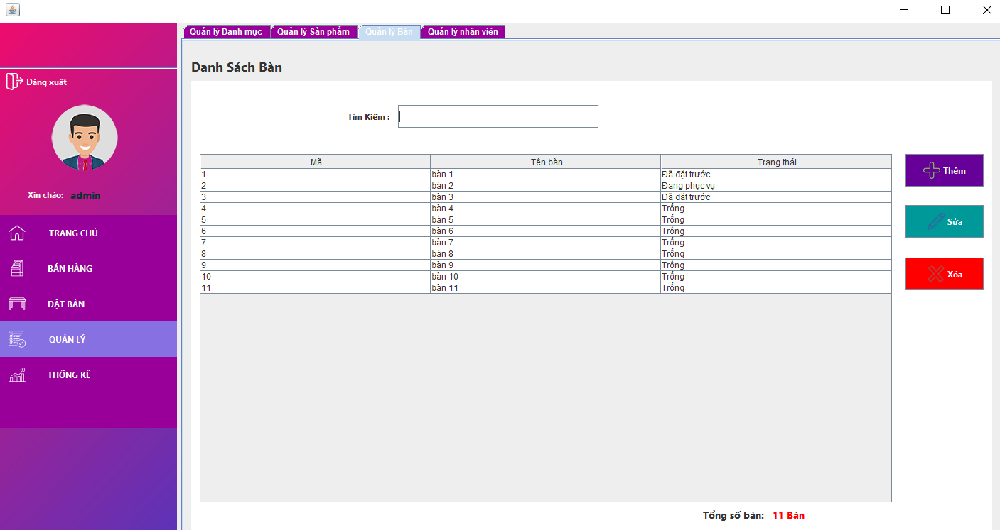 Quản lý Danh mục Quản lý Sản phẩm Quản lý Bàn Quản lý nhân viên
Đăng xuất
Xin chào: admin
TRANG CHỦ
BÁN HÀNG
ĐẶT BÀN
QUẢN LÝ
THỐNG KÊ
Danh Sách Bàn
Tìm Kiếm :
Mã Tên bàn Trạng thái
1 bàn 1 Đã đặt trước
2 bàn 2 Đang phục vụ
3 bàn 3 Đã đặt trước
4 bàn 4 Trống
5 bàn 5 Trống
6 bàn 6 Trống
7 bàn 7 Trống
8 bàn 8 Trống
9 bàn 9 Trống
10 bàn 10 Trống
11 bàn 11 Trống
Thêm
Sửa
Xóa
Tổng số bàn: 11 Bàn